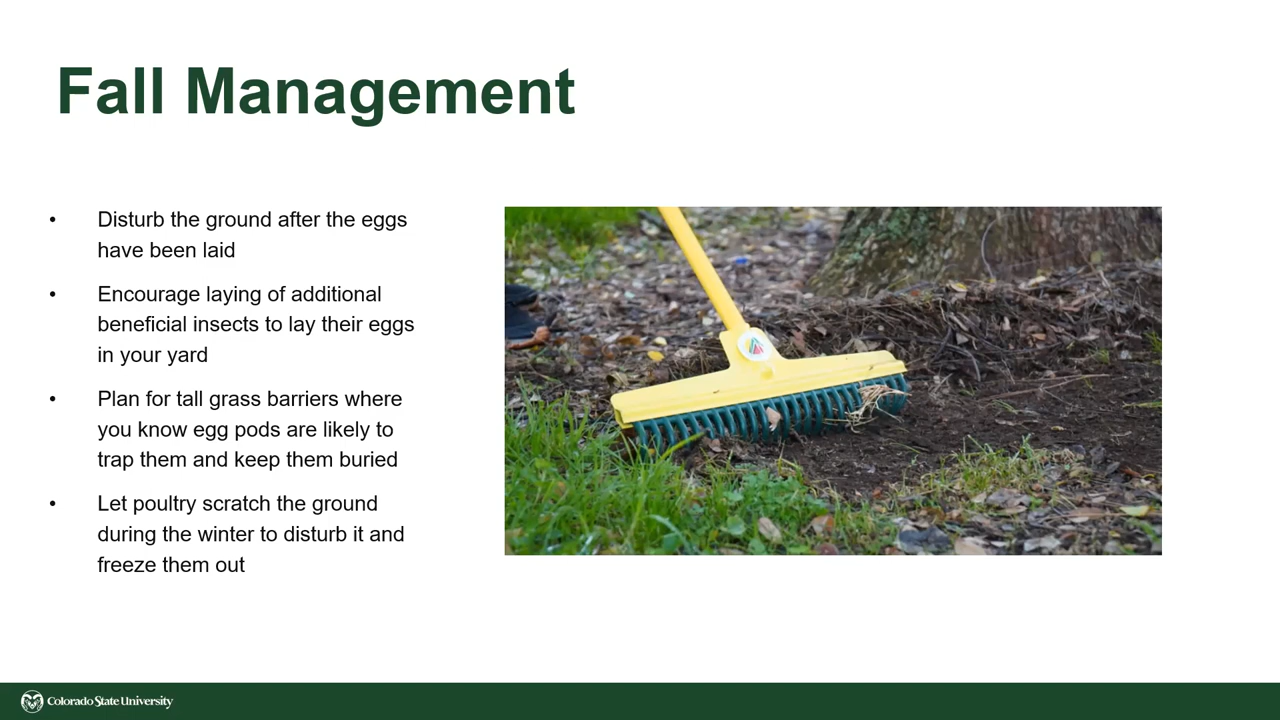 Fall Management
• Disturb the ground after the eggs
have been laid
• Encourage laying of additional
beneficial insects to lay their eggs
in your yard
• Plan for tall grass barriers where
you know egg pods are likely to
trap them and keep them buried
• Let poultry scratch the ground
during the winter to disturb it and
freeze them out
Colorado State University